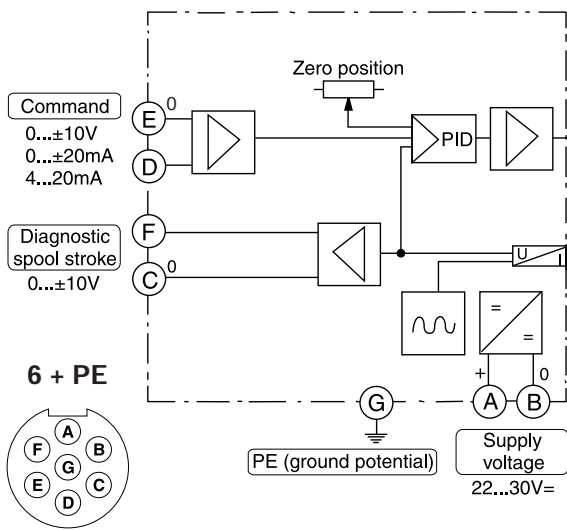 Zero position
Command
E
0
0...±10V
0...±20mA
4...20mA
D
PID
Diagnostic
spool stroke
0...±10V
F
C
0
U
I
=
=
6 + PE
A
F
B
G
E
C
D
G
PE (ground potential)
+
0
A
B
Supply
voltage
22...30V=